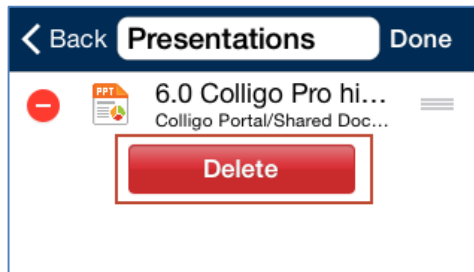 Back Presentations Done
PPT
6.0 Colligo Pro hi...
Colligo Portal/Shared Doc...
Delete